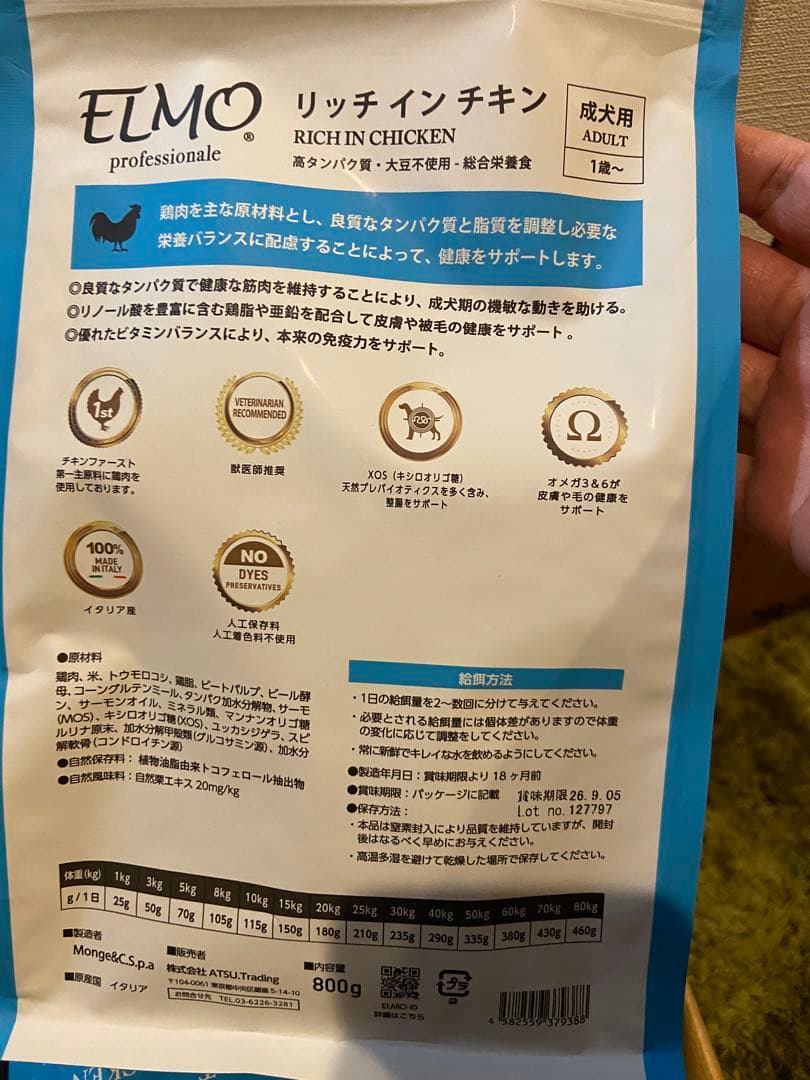 ELMO®
professionale
リッチ イン チキン
RICH IN CHICKEN
高タンパク質・大豆不使用 - 総合栄養食
成犬用
ADULT
1歳〜
鶏肉を主な原材料とし、良質なタンパク質と脂質を調整し必要な
栄養バランスに配慮することによって、健康をサポートします。
◎良質なタンパク質で健康な筋肉を維持することにより、成犬期の機敏な動きを助ける。
◎リノール酸を豊富に含む鶏脂や亜鉛を配合して皮膚や被毛の健康をサポート。
◎優れたビタミンバランスにより、本来の免疫力をサポート。
1st
チキンファースト
第一主原料に鶏肉を
使用しております。
VETERINARIAN
RECOMMENDED
獣医師推奨
XOS（キシロオリゴ糖）
天然プレバイオティクスを多く含み、
整腸をサポート
Ω
オメガ3＆6が
皮膚や毛の健康を
サポート
100%
MADE
IN ITALY
イタリア産
NO
DYES
PRESERVATIVES
人工保存料
人工着色料不使用
●原材料
鶏肉、米、トウモロコシ、鶏脂、ビートパルプ、ビール酵
母、コーングルテンミール、タンパク加水分解物、サーモ
ン、サーモンオイル、ミネラル類、マンナンオリゴ糖
(MOS)、キシロオリゴ糖(XOS)、ユッカシジゲラ、スピ
ルリナ原末、加水分解甲殻類(グルコサミン源)、加水分
解軟骨(コンドロイチン源)
●自然保存料：植物油脂由来トコフェロール抽出物
●自然風味料：自然栗エキス 20mg/kg
給餌方法
・1日の給餌量を2〜数回に分けて与えてください。
・必要とされる給餌量には個体差がありますので体重
の変化に応じて調整をしてください。
・常に新鮮でキレイな水を飲めるようにしてください。
●製造年月日：賞味期限より 18 ヶ月前
●賞味期限：パッケージに記載 賞味期限26.9.05
Lot no.127797
●保存方法：
・本品は窒素封入により品質を維持していますが、開封
後はなるべく早めにお与えください。
・高温多湿を避けて乾燥した場所で保存してください。
体重(kg) 1kg 3kg 5kg 8kg 10kg 15kg 20kg 25kg 30kg 40kg 50kg 60kg 70kg 80kg
g/1日 25g 50g 70g 105g 115g 150g 180g 210g 235g 290g 335g 380g 430g 460g
■製造者
Monge&C.S.p.a
■原産国 イタリア
■販売者
株式会社 ATSU.Trading
〒104-0061 東京都中央区銀座 5-14-10
お問合せ先 TEL.03-6226-3281
■内容量
800g
ELMO の
詳細はこちら
プラ
4 582559 379388